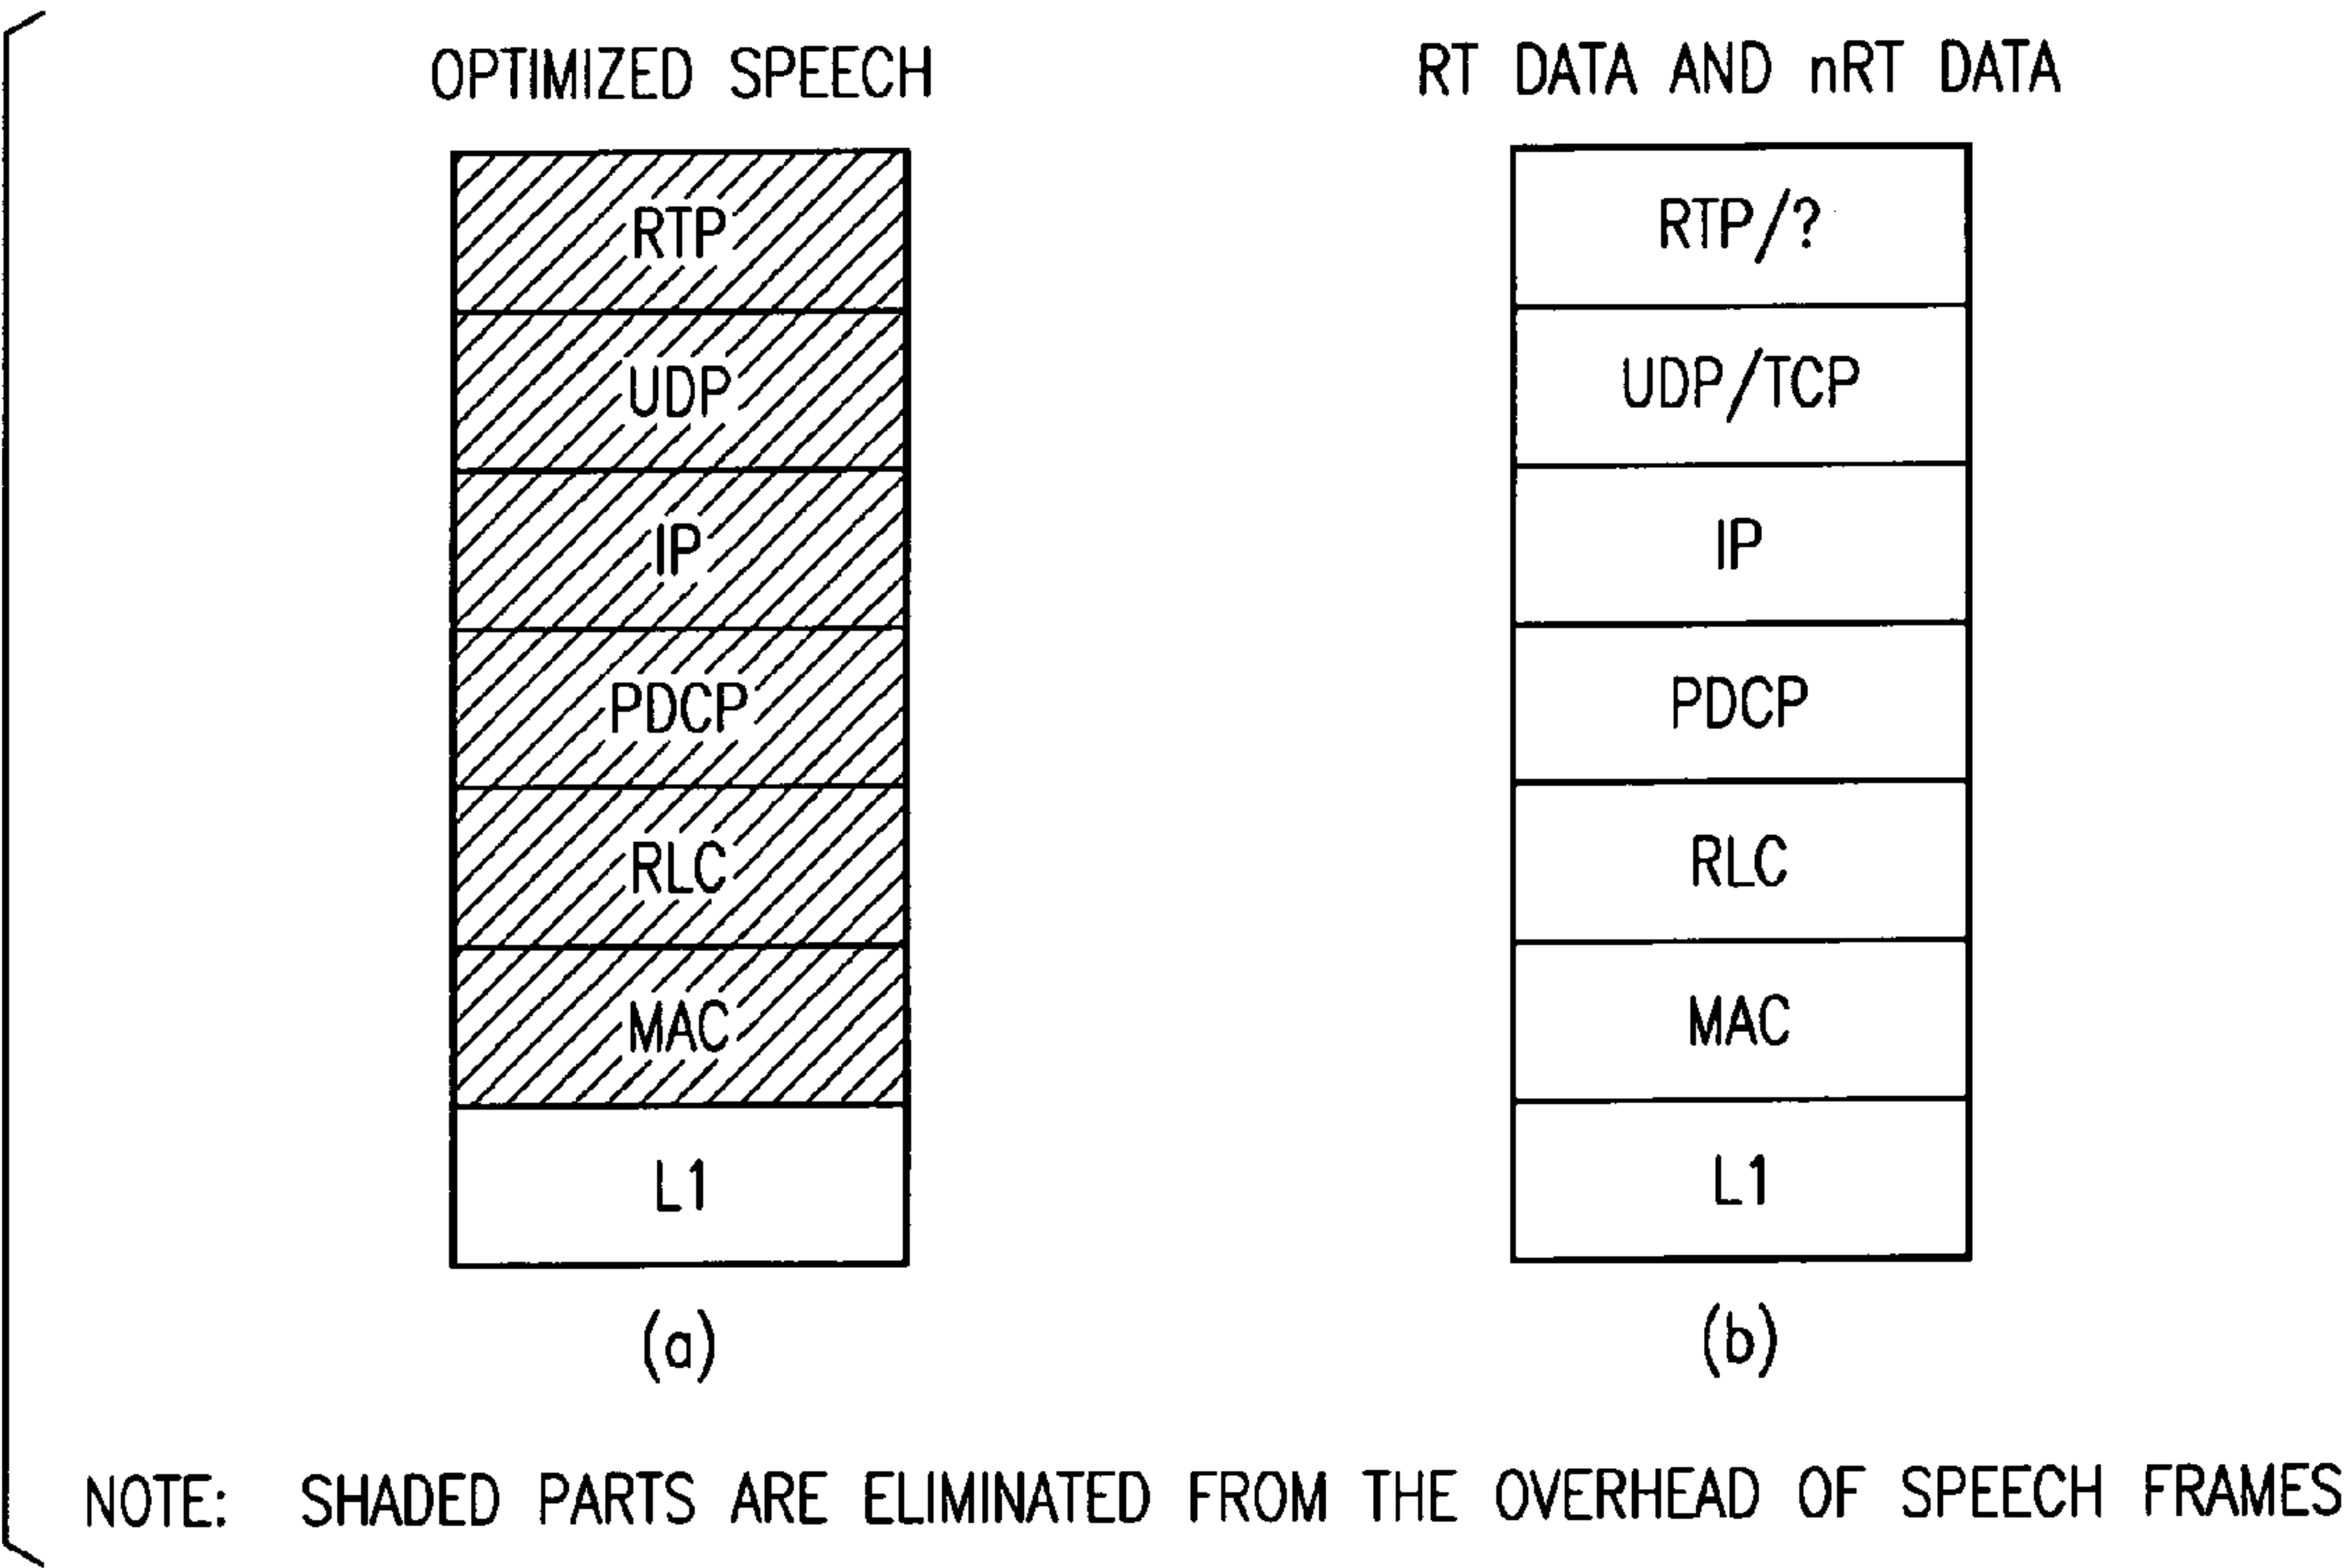 OPTIMIZED SPEECH
RTP
UDP
IP
PDCP
RLC
MAC
L1
(a)
RT DATA AND nRT DATA
RTP/?
UDP/TCP
IP
PDCP
RLC
MAC
L1
(b)
NOTE: SHADED PARTS ARE ELIMINATED FROM THE OVERHEAD OF SPEECH FRAMES